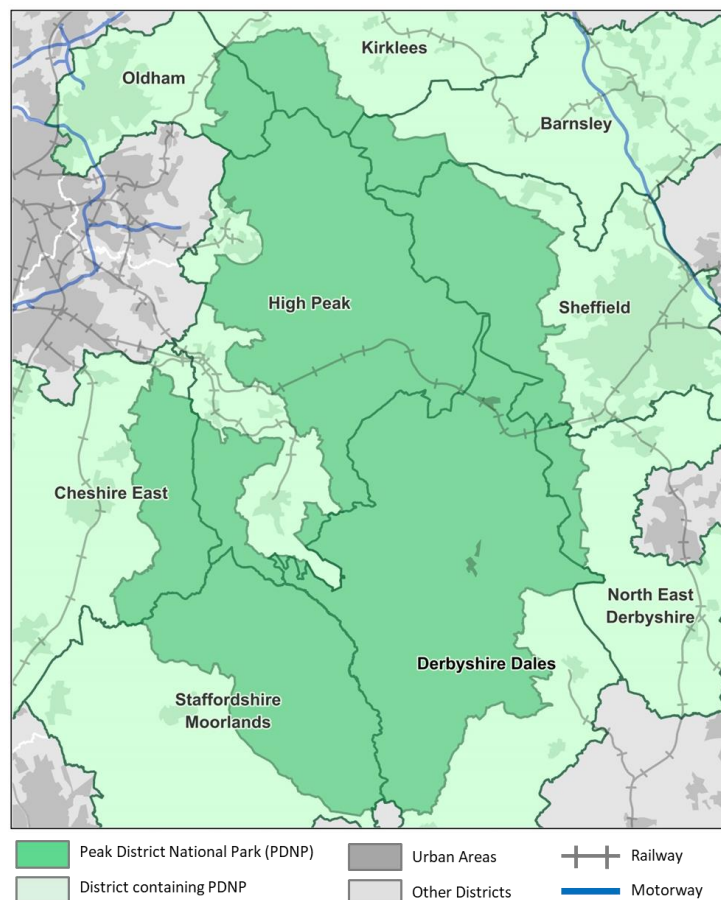 Kirklees
Oldham
Barnsley
High Peak
Sheffield
Cheshire East
North East
Derbyshire
Derbyshire Dales
Staffordshire
Moorlands
Peak District National Park (PDNP)
Urban Areas
Railway
District containing PDNP
Other Districts
Motorway